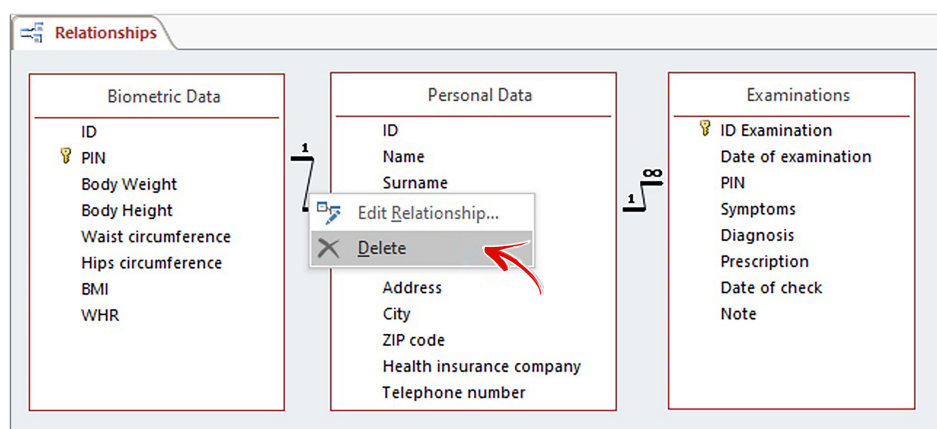 Relationships
Biometric Data
ID
PIN
Body Weight
Body Height
Waist circumference
Hips circumference
BMI
WHR
1
Personal Data
ID
Name
Surname
Edit Relationship...
Delete
Address
City
ZIP code
Health insurance company
Telephone number
1
∞
Examinations
ID Examination
Date of examination
PIN
Symptoms
Diagnosis
Prescription
Date of check
Note